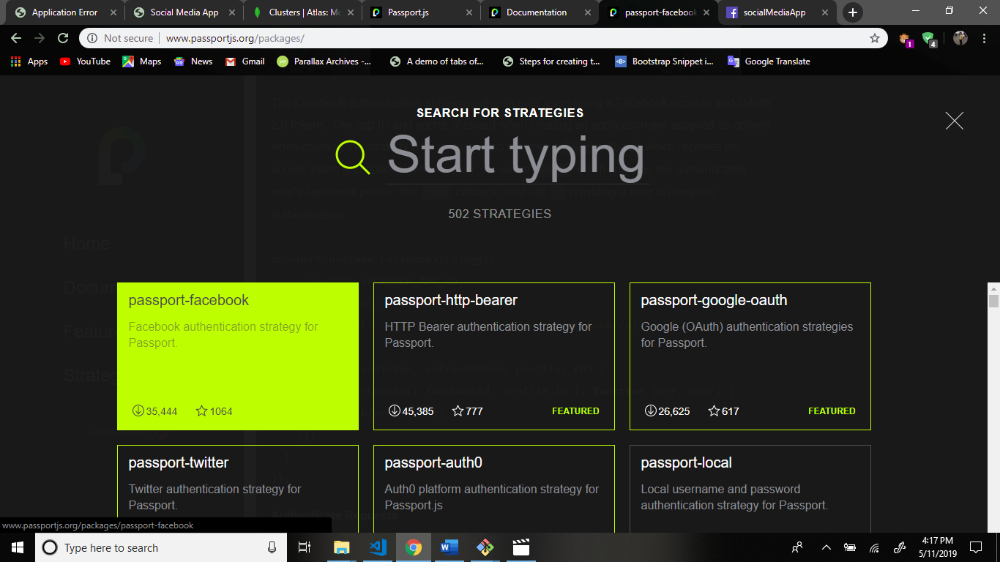 Application Error
Social Media App
Clusters | Atlas: Mo
Passport.js
Documentation
passport-facebook
socialMediaApp
Not secure | www.passportjs.org/packages/
1
4
Apps
YouTube
Maps
News
Gmail
Parallax Archives -...
A demo of tabs of...
Steps for creating t...
Bootstrap Snippet i...
Google Translate
SEARCH FOR STRATEGIES
Start typing
502 STRATEGIES
Home
passport-facebook
Facebook authentication strategy for
Passport.
35,444 1064
passport-http-bearer
HTTP Bearer authentication strategy for
Passport.
45,385 777 FEATURED
passport-google-oauth
Google (OAuth) authentication strategies
for Passport.
26,625 617 FEATURED
passport-twitter
Twitter authentication strategy for
Passport.
passport-auth0
Auth0 platform authentication strategy for
Passport.js
passport-local
Local username and password
authentication strategy for Passport.
www.passportjs.org/packages/passport-facebook
Type here to search
4:17 PM
5/11/2019